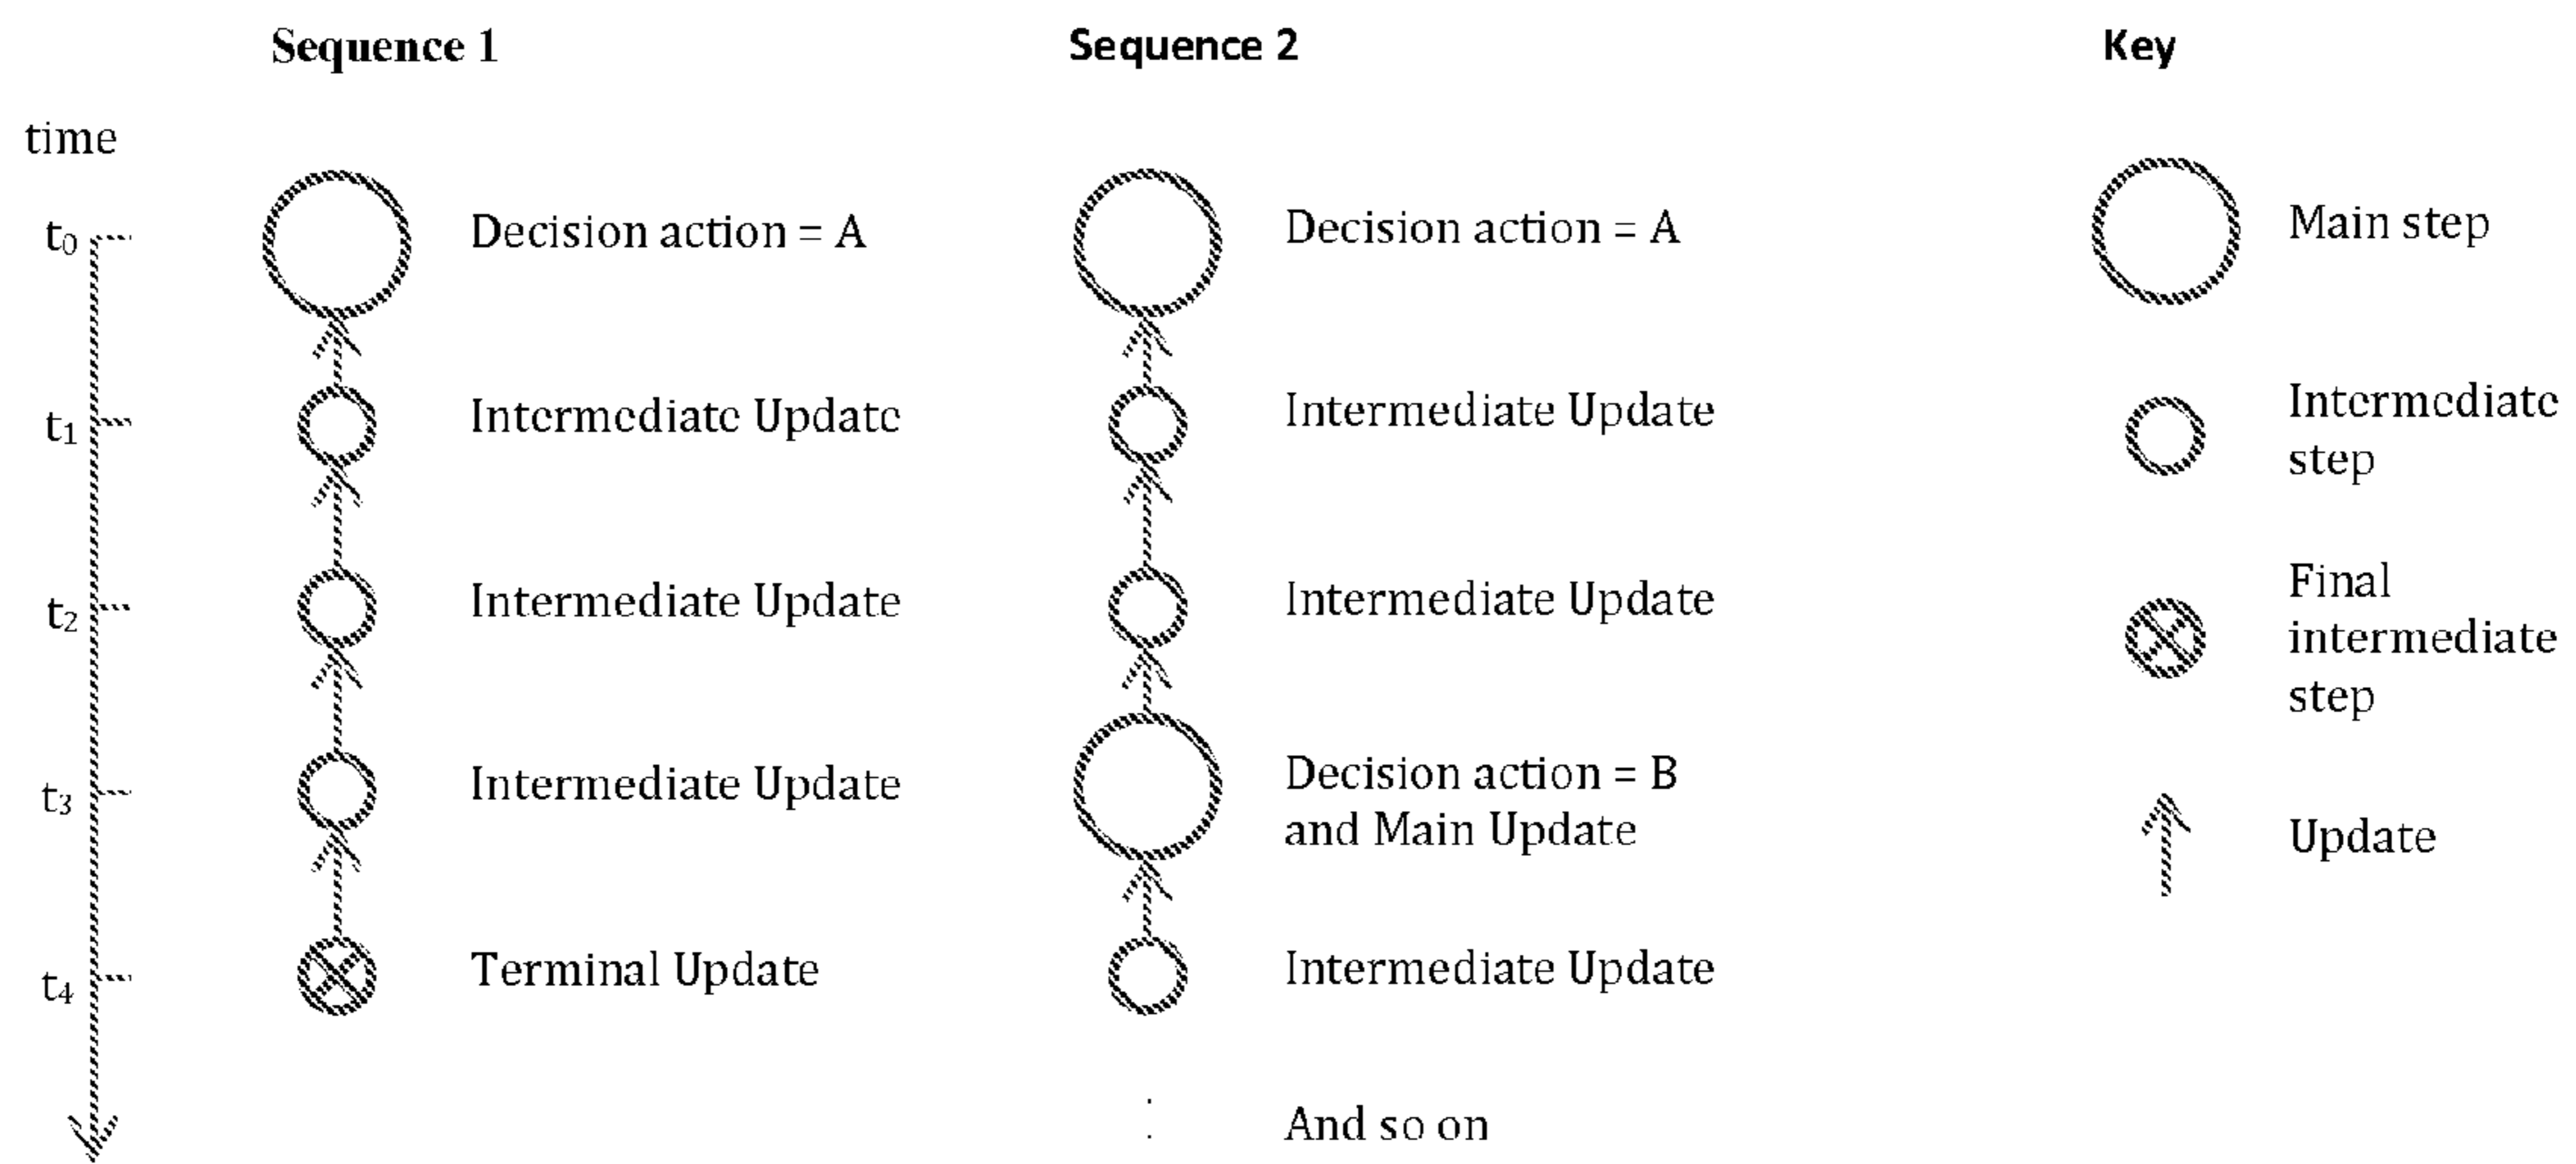 Sequence 1
Sequence 2
Key
time
t0
Decision action = A
Decision action = A
Main step
t1
Intermediate Update
Intermediate Update
Intermediate
step
t2
Intermediate Update
Intermediate Update
Final
intermediate
step
t3
Intermediate Update
Decision action = B
and Main Update
Update
t4
Terminal Update
Intermediate Update
And so on